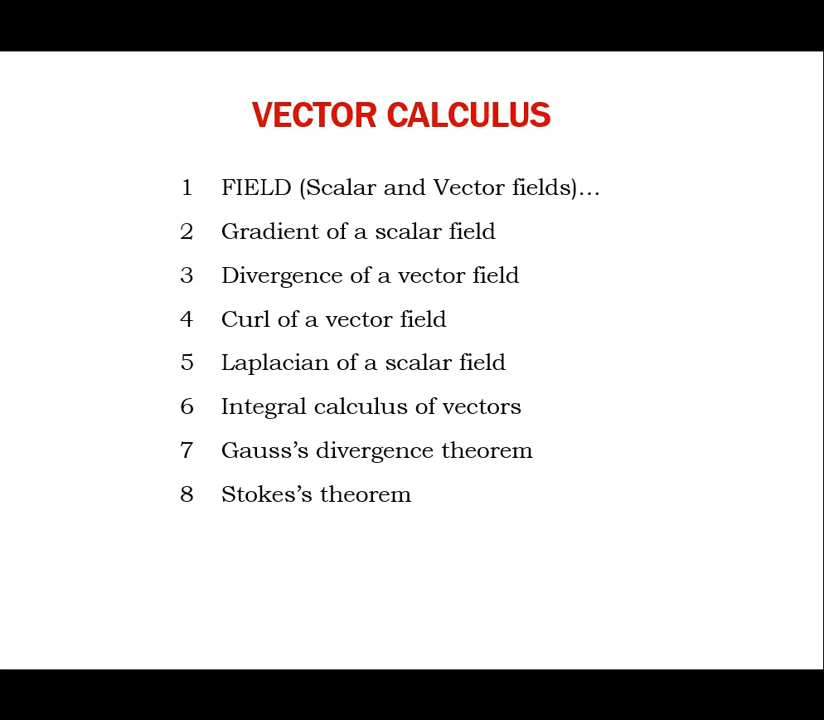 VECTOR CALCULUS
1 FIELD (Scalar and Vector fields)…
2 Gradient of a scalar field
3 Divergence of a vector field
4 Curl of a vector field
5 Laplacian of a scalar field
6 Integral calculus of vectors
7 Gauss’s divergence theorem
8 Stokes’s theorem